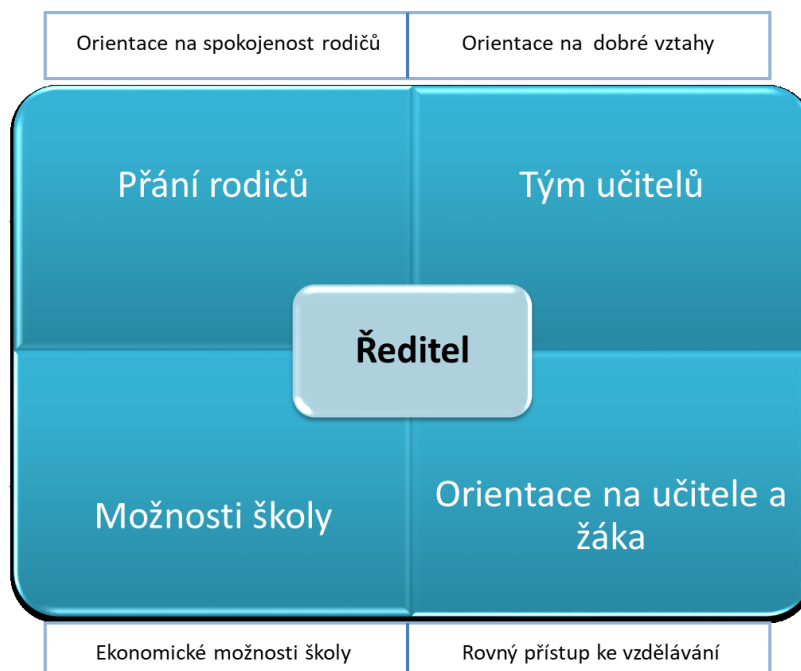 Orientace na spokojenost rodičů
Orientace na  dobré vztahy
Přání rodičů
Tým učitelů
Ředitel
Možnosti školy
Orientace na učitele a
žáka
Ekonomické možnosti školy
Rovný přístup ke vzdělávání